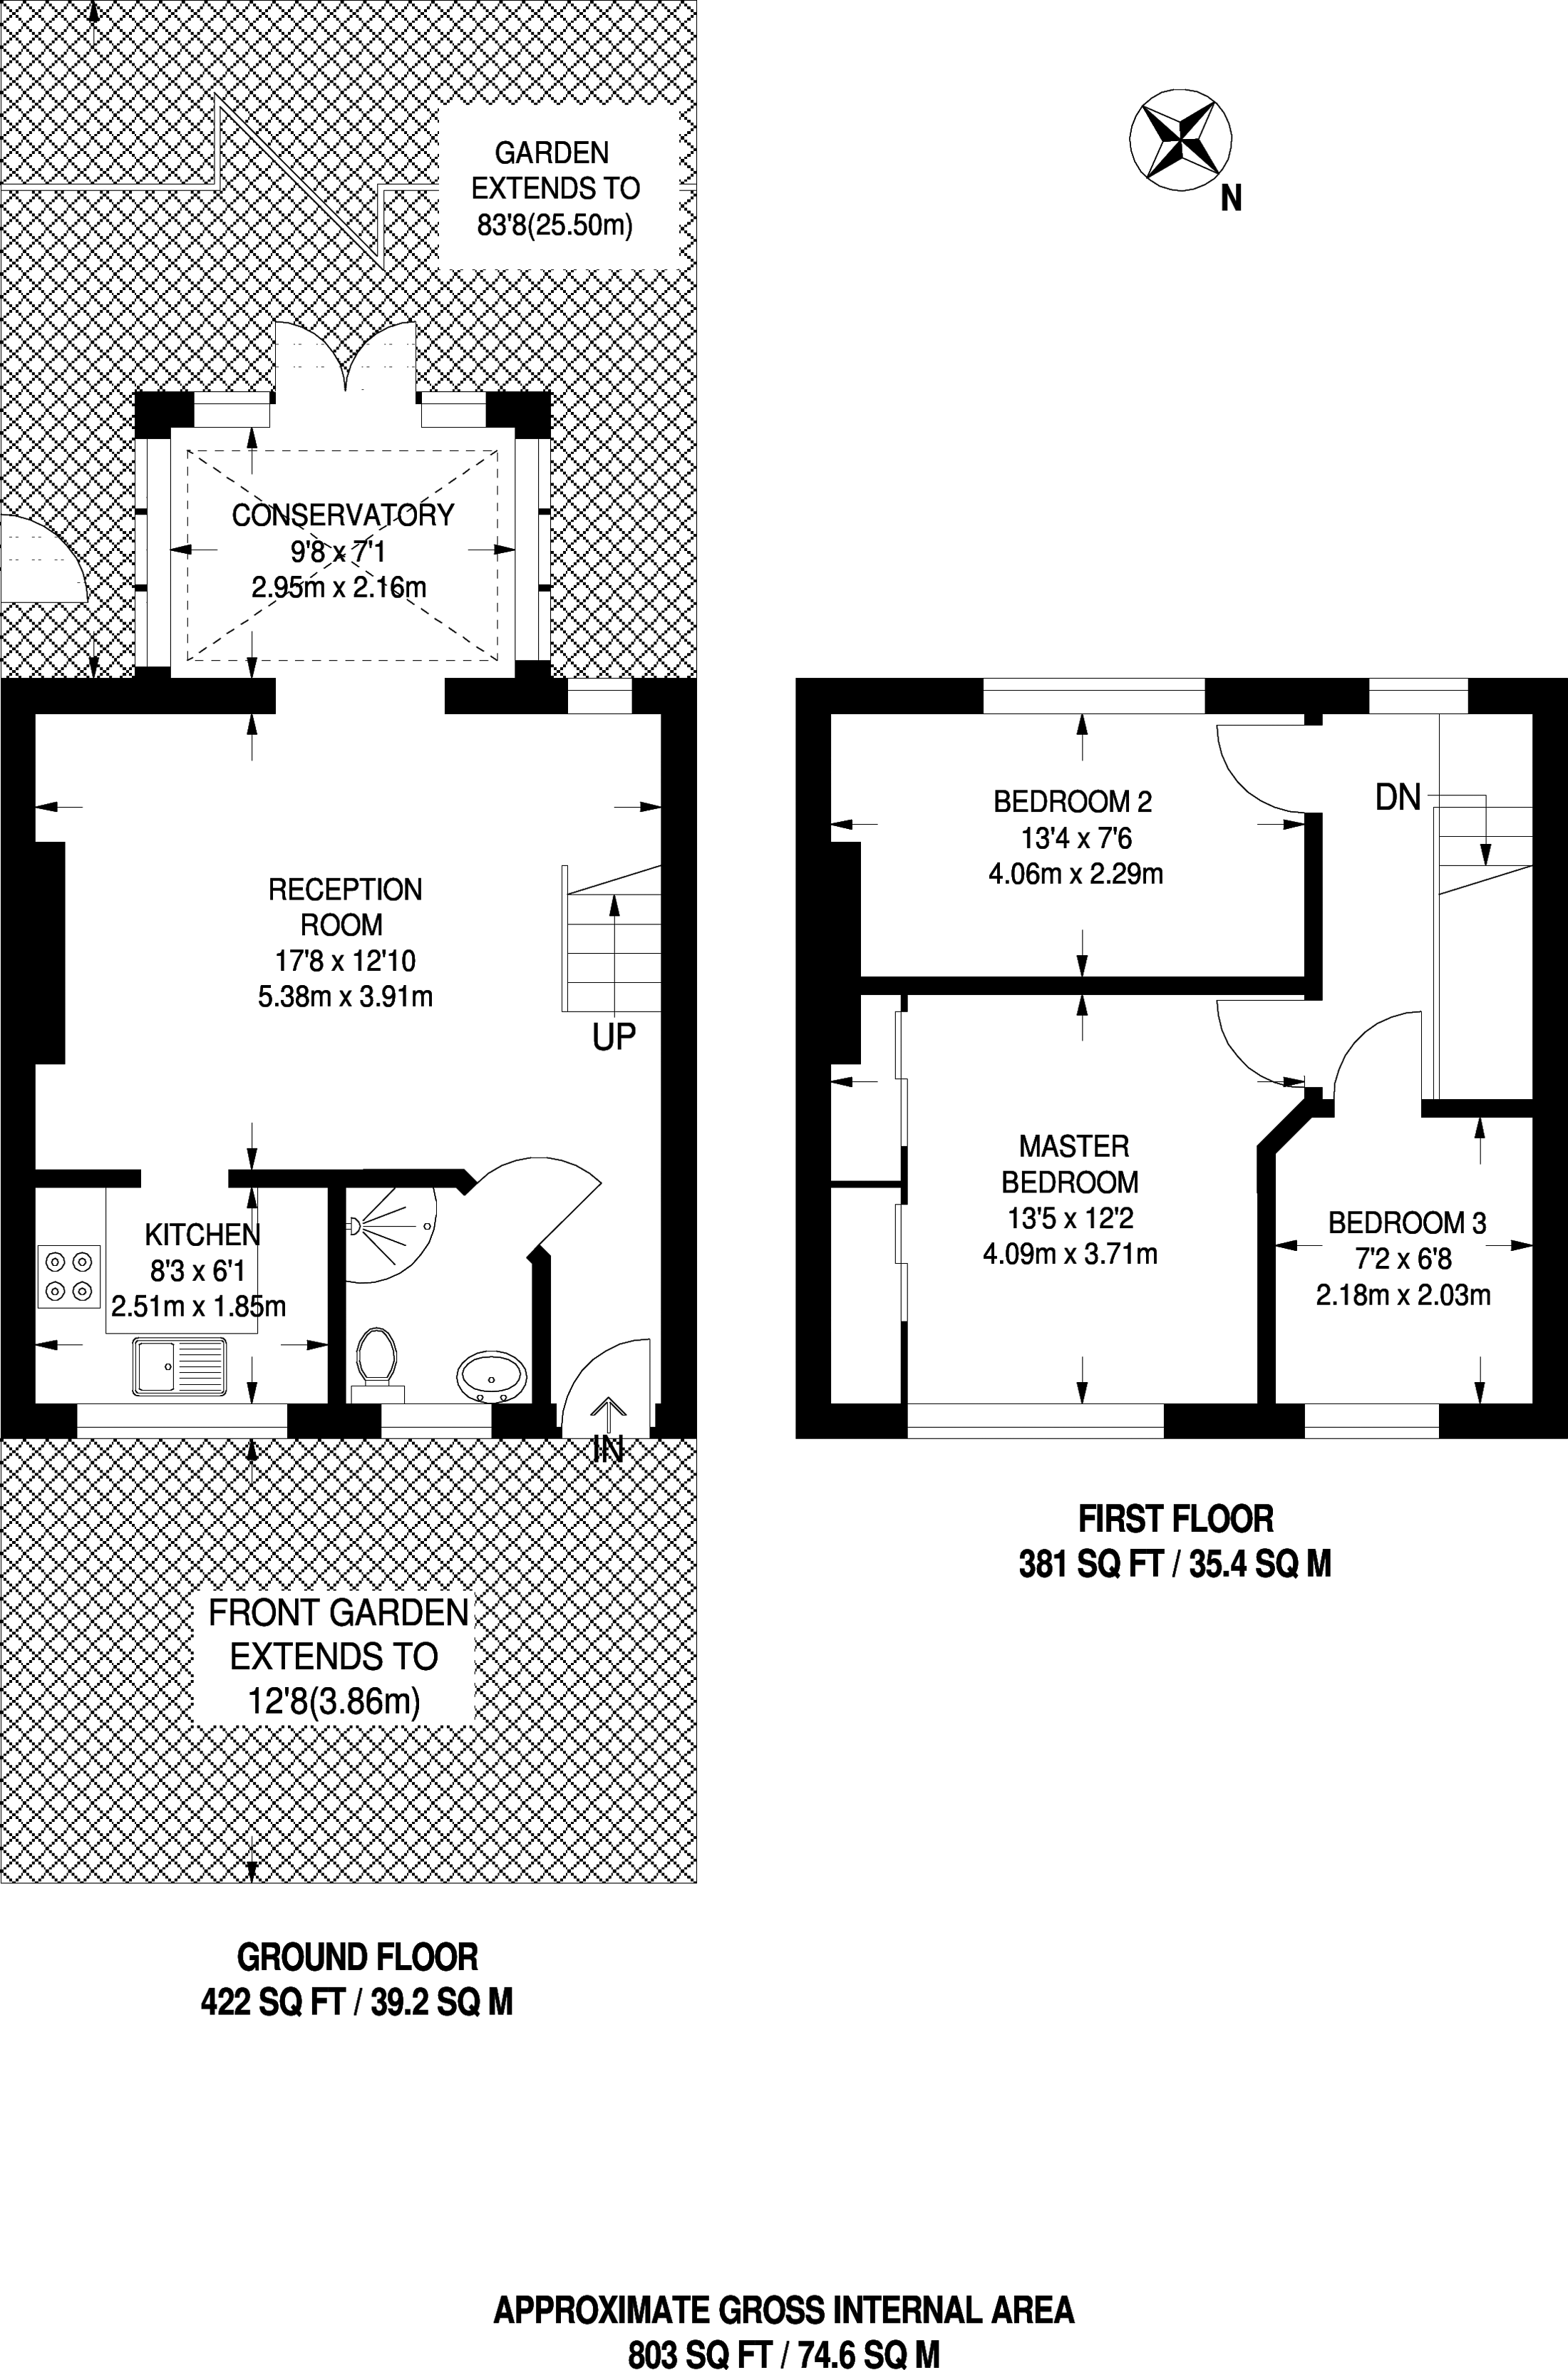 GARDEN
EXTENDS TO
83'8(25.50m)
N
CONSERVATORY
9'8 x 7'1
2.95m x 2.16m
RECEPTION
ROOM
17'8 x 12'10
5.38m x 3.91m
UP
KITCHEN
8'3 x 6'1
2.51m x 1.85m
IN
FRONT GARDEN
EXTENDS TO
12'8(3.86m)
GROUND FLOOR
422 SQ FT / 39.2 SQ M
BEDROOM 2
13'4 x 7'6
4.06m x 2.29m
DN
MASTER
BEDROOM
13'5 x 12'2
4.09m x 3.71m
BEDROOM 3
7'2 x 6'8
2.18m x 2.03m
FIRST FLOOR
381 SQ FT / 35.4 SQ M
APPROXIMATE GROSS INTERNAL AREA
803 SQ FT / 74.6 SQ M